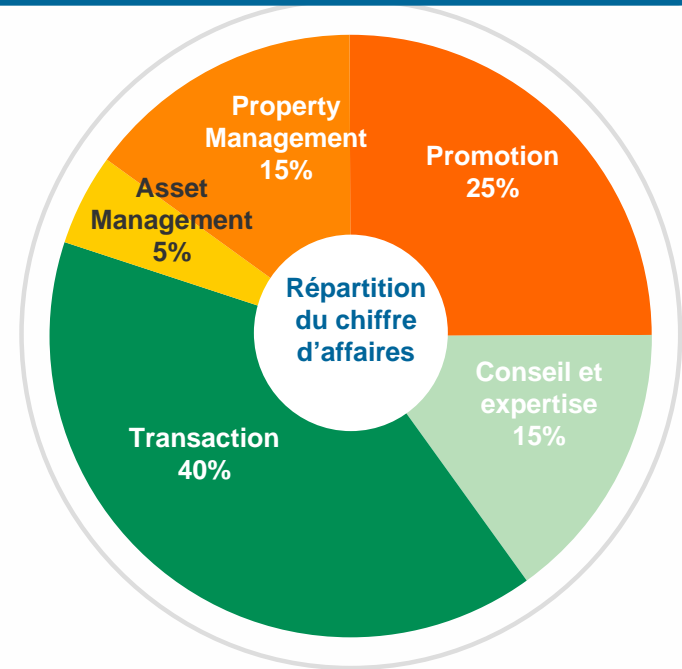 Property
Management
15%
Promotion
25%
Asset
Management
5%
Répartition
du chiffre
d’affaires
Conseil et
expertise
15%
Transaction
40%